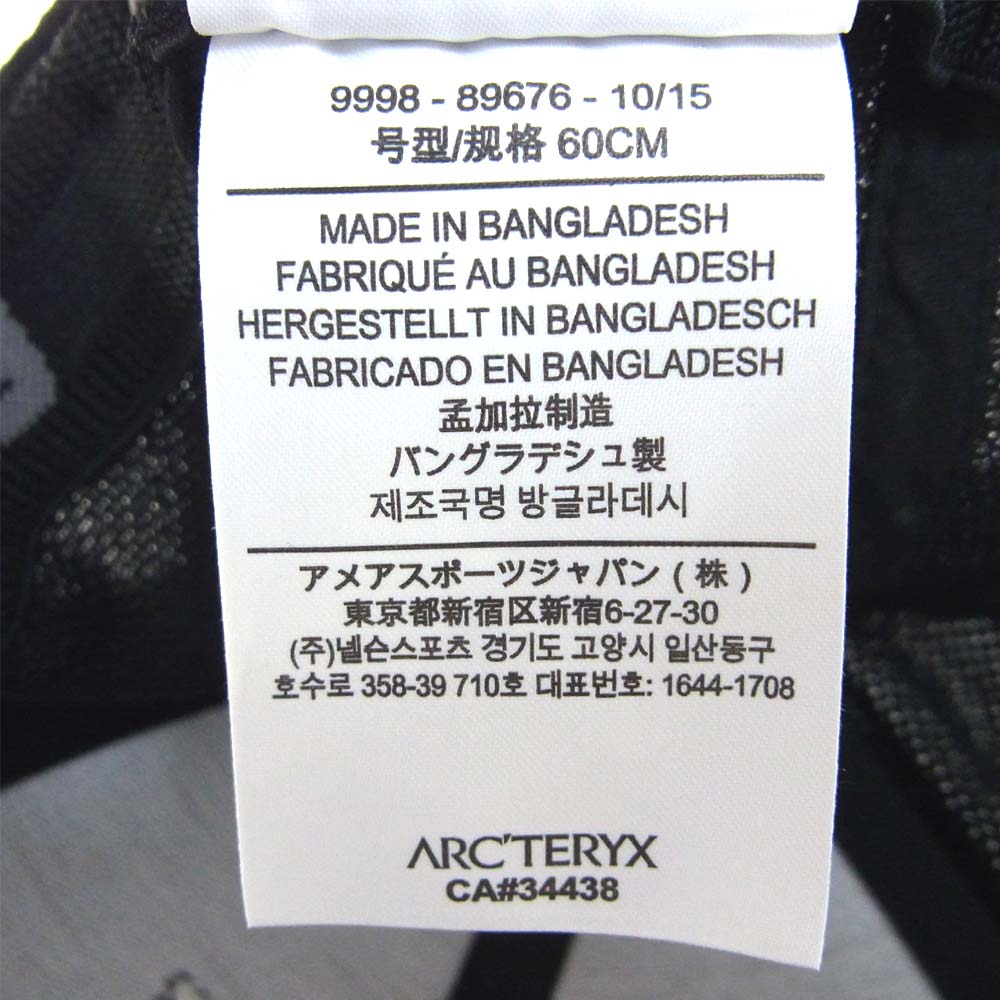 9998 - 89676 - 10/15
号型/规格 60CM
MADE IN BANGLADESH
FABRIQUÉ AU BANGLADESH
HERGESTELLT IN BANGLADESCH
FABRICADO EN BANGLADESH
孟加拉制造
バングラデシュ製
제조국명 방글라데시
アメアスポーツジャパン(株)
東京都新宿区新宿6-27-30
(주)넬슨스포츠 경기도 고양시 일산동구
호수로 358-39 710호 대표번호: 1644-1708
ARC'TERYX
CA#34438